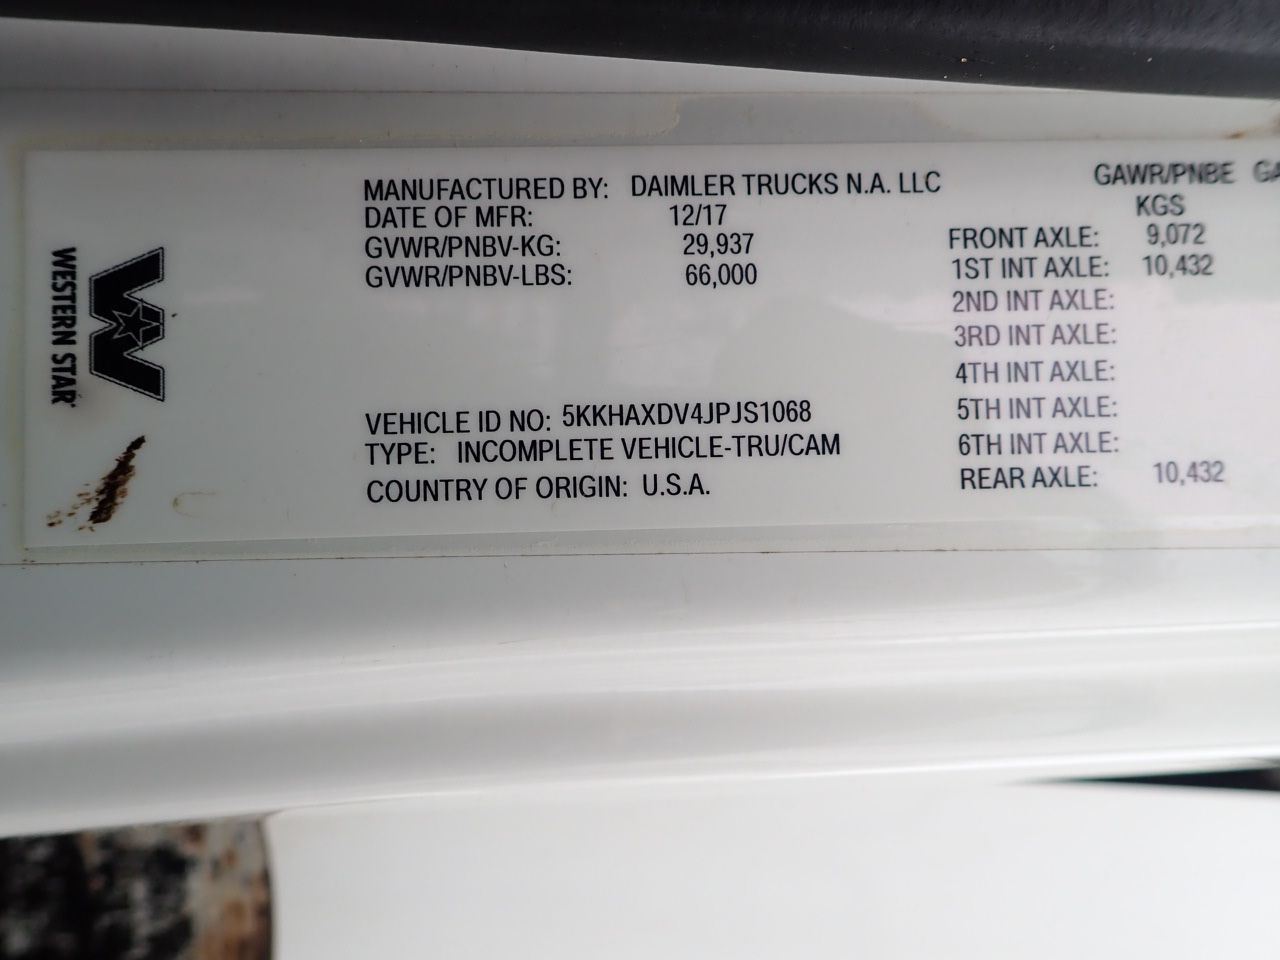 WESTERN STAR
MANUFACTURED BY: DAIMLER TRUCKS N.A. LLC
DATE OF MFR: 12/17
GVWR/PNBV-KG: 29,937
GVWR/PNBV-LBS: 66,000
VEHICLE ID NO: 5KKHAXDV4JPJS1068
TYPE: INCOMPLETE VEHICLE-TRU/CAM
COUNTRY OF ORIGIN: U.S.A.
GAWR/PNBE GA
KGS
FRONT AXLE: 9,072
1ST INT AXLE: 10,432
2ND INT AXLE:
3RD INT AXLE:
4TH INT AXLE:
5TH INT AXLE:
6TH INT AXLE:
REAR AXLE: 10,432